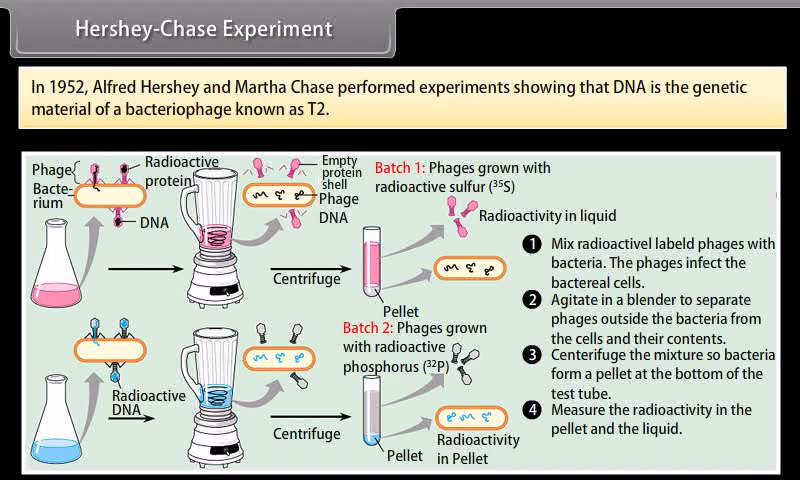 Hershey-Chase Experiment
In 1952, Alfred Hershey and Martha Chase performed experiments showing that DNA is the genetic
material of a bacteriophage known as T2.
Phage
Bacte-
rium
Radioactive
protein
DNA
Empty
protein
shell
Phage
DNA
Centrifuge
Batch 1: Phages grown with
radioactive sulfur (³⁵S)
Radioactivity in liquid
Pellet
Batch 2: Phages grown
with radioactive
phosphorus (³²P)
Radioactive
DNA
Centrifuge
Pellet
Radioactivity
in Pellet
1 Mix radioactivel labeld phages with
bacteria. The phages infect the
bactereal cells.
2 Agitate in a blender to separate
phages outside the bacteria from
the cells and their contents.
3 Centerifuge the mixture so bacteria
form a pellet at the bottom of the
test tube.
4 Measure the radioactivity in the
pellet and the liquid.